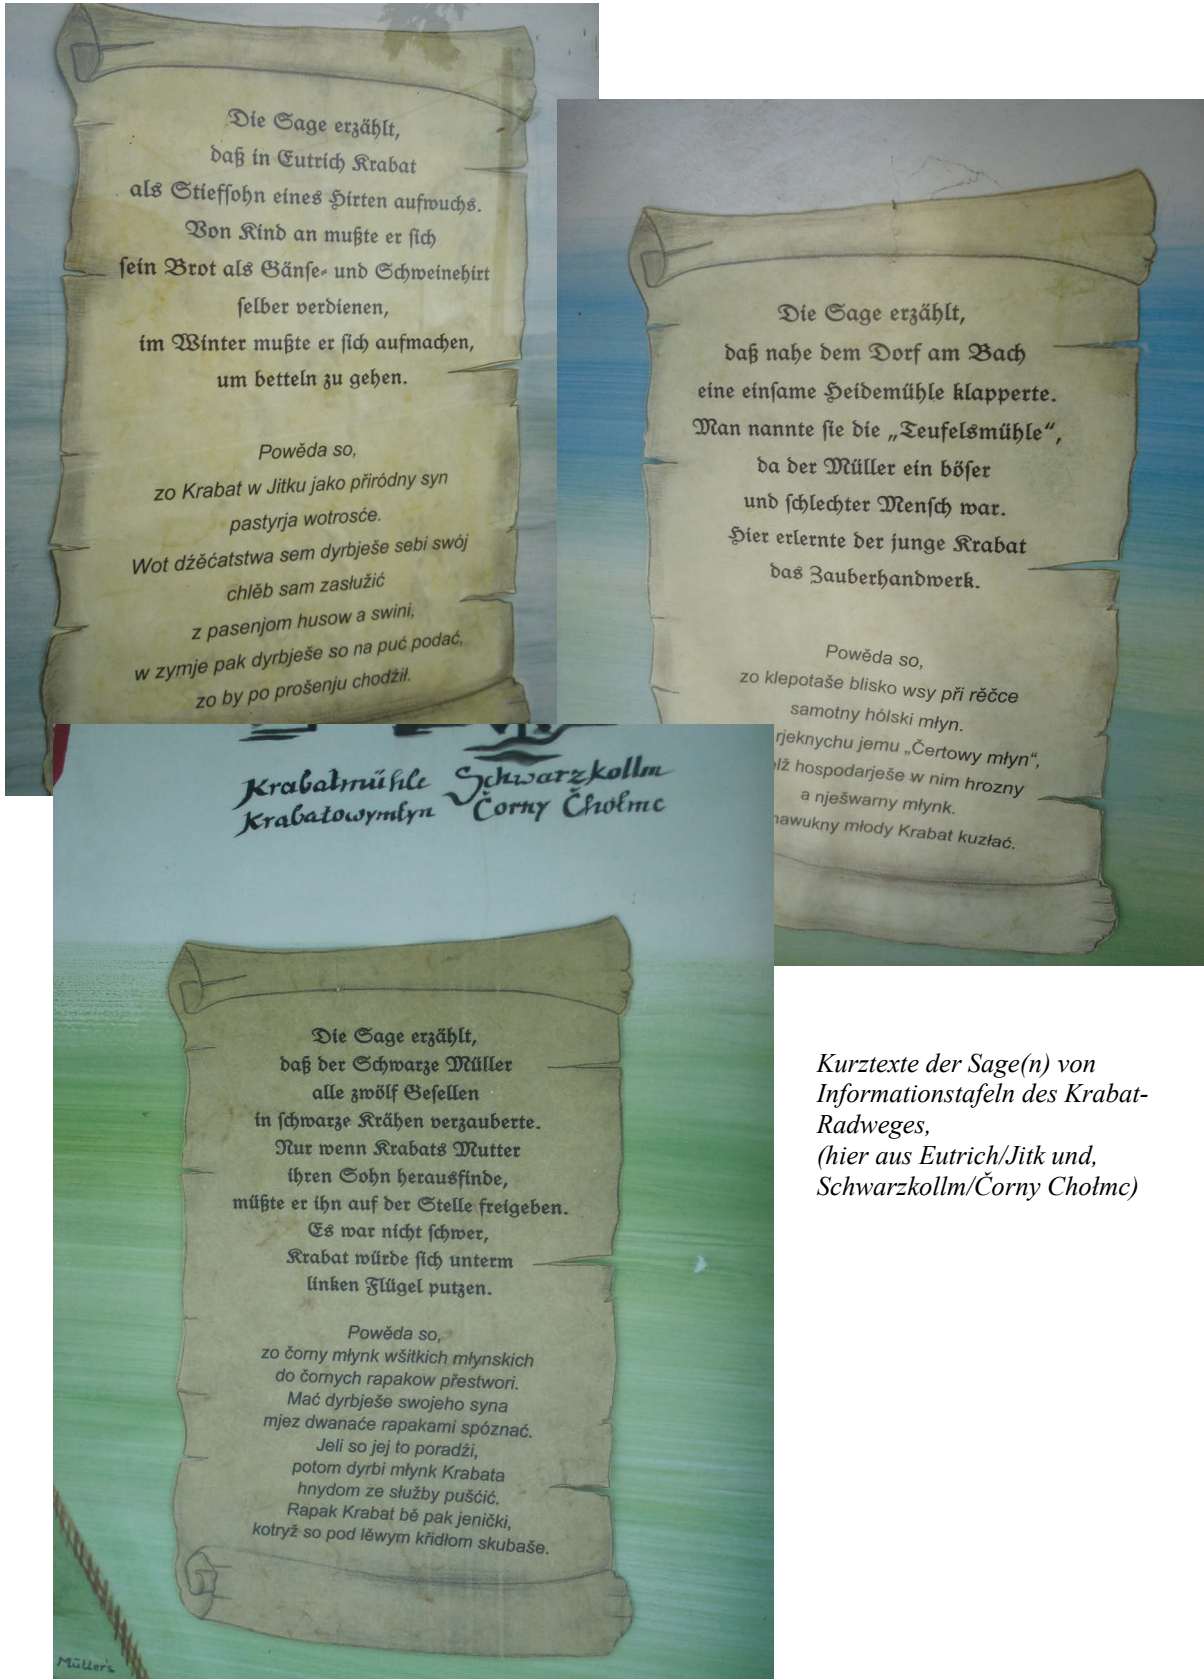 Die Sage erzählt,
daß in Eutrich Krabat
als Stiefsohn eines Hirten aufwuchs.
Von Kind an mußte er sich
sein Brot als Gänse- und Schweinehirt
selber verdienen,
im Winter mußte er sich aufmachen,
um betteln zu gehen.
Powěda so,
zo Krabat w Jitku jako přiródny syn
pastyrja wotrosće.
Wot dźěćatstwa sem dyrbješe sebi swój
chlěb sam zasłužić
z pasenjom husow a swini,
w zymje pak dyrbješe so na puć podać,
zo by po prošenju chodźił.
Die Sage erzählt,
daß nahe dem Dorf am Bach
eine einsame Heidemühle klapperte.
Man nannte sie die „Teufelsmühle“,
da der Müller ein böser
und schlechter Mensch war.
Hier erlernte der junge Krabat
das Zauberhandwerk.
Powěda so,
zo klepotaše blisko wsy při rěčce
samotny hólski młyn.
rjeknychu jemu „Čertowy młyn“,
hospodarješe w nim hrozny
a nješwarny młynk.
młody Krabat kuzłać.
Krabatmühle Schwarzkollm
Krabatowymłyn Čorny Chołmc
Die Sage erzählt,
daß der Schwarze Müller
alle zwölf Gesellen
in schwarze Krähen verzauberte.
Nur wenn Krabats Mutter
ihren Sohn herausfinde,
müßte er ihn auf der Stelle freigeben.
Es war nicht schwer,
Krabat würde sich unterm
linken Flügel putzen.
Powěda so,
zo čorny młynk wšitkich młynskich
do čornych rapakow přestwori.
Mać dyrbješe swojeho syna
mjez dwanaće rapakami spóznać.
Jeli so jej to poradźi,
potom dyrbi młynk Krabata
hnydom ze słužby pušćić.
Rapak Krabat bě pak jenički,
kotryž so pod lěwym křidłom skubaše.
Müller's
Kurztexte der Sage(n) von
Informationstafeln des Krabat-
Radweges,
(hier aus Eutrich/Jitk und,
Schwarzkollm/Čorny Chołmc)